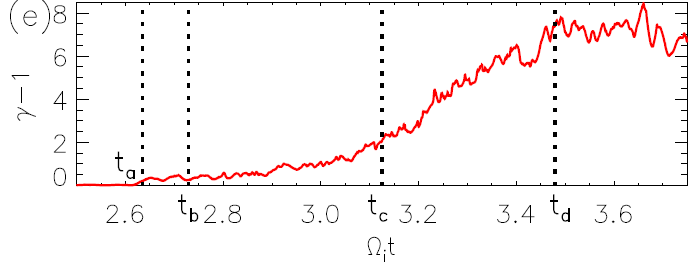 (e)
8
6
4
2
0
γ−1
t_a
t_b
t_c
t_d
2.6 2.8 3.0 3.2 3.4 3.6
Ω_i t